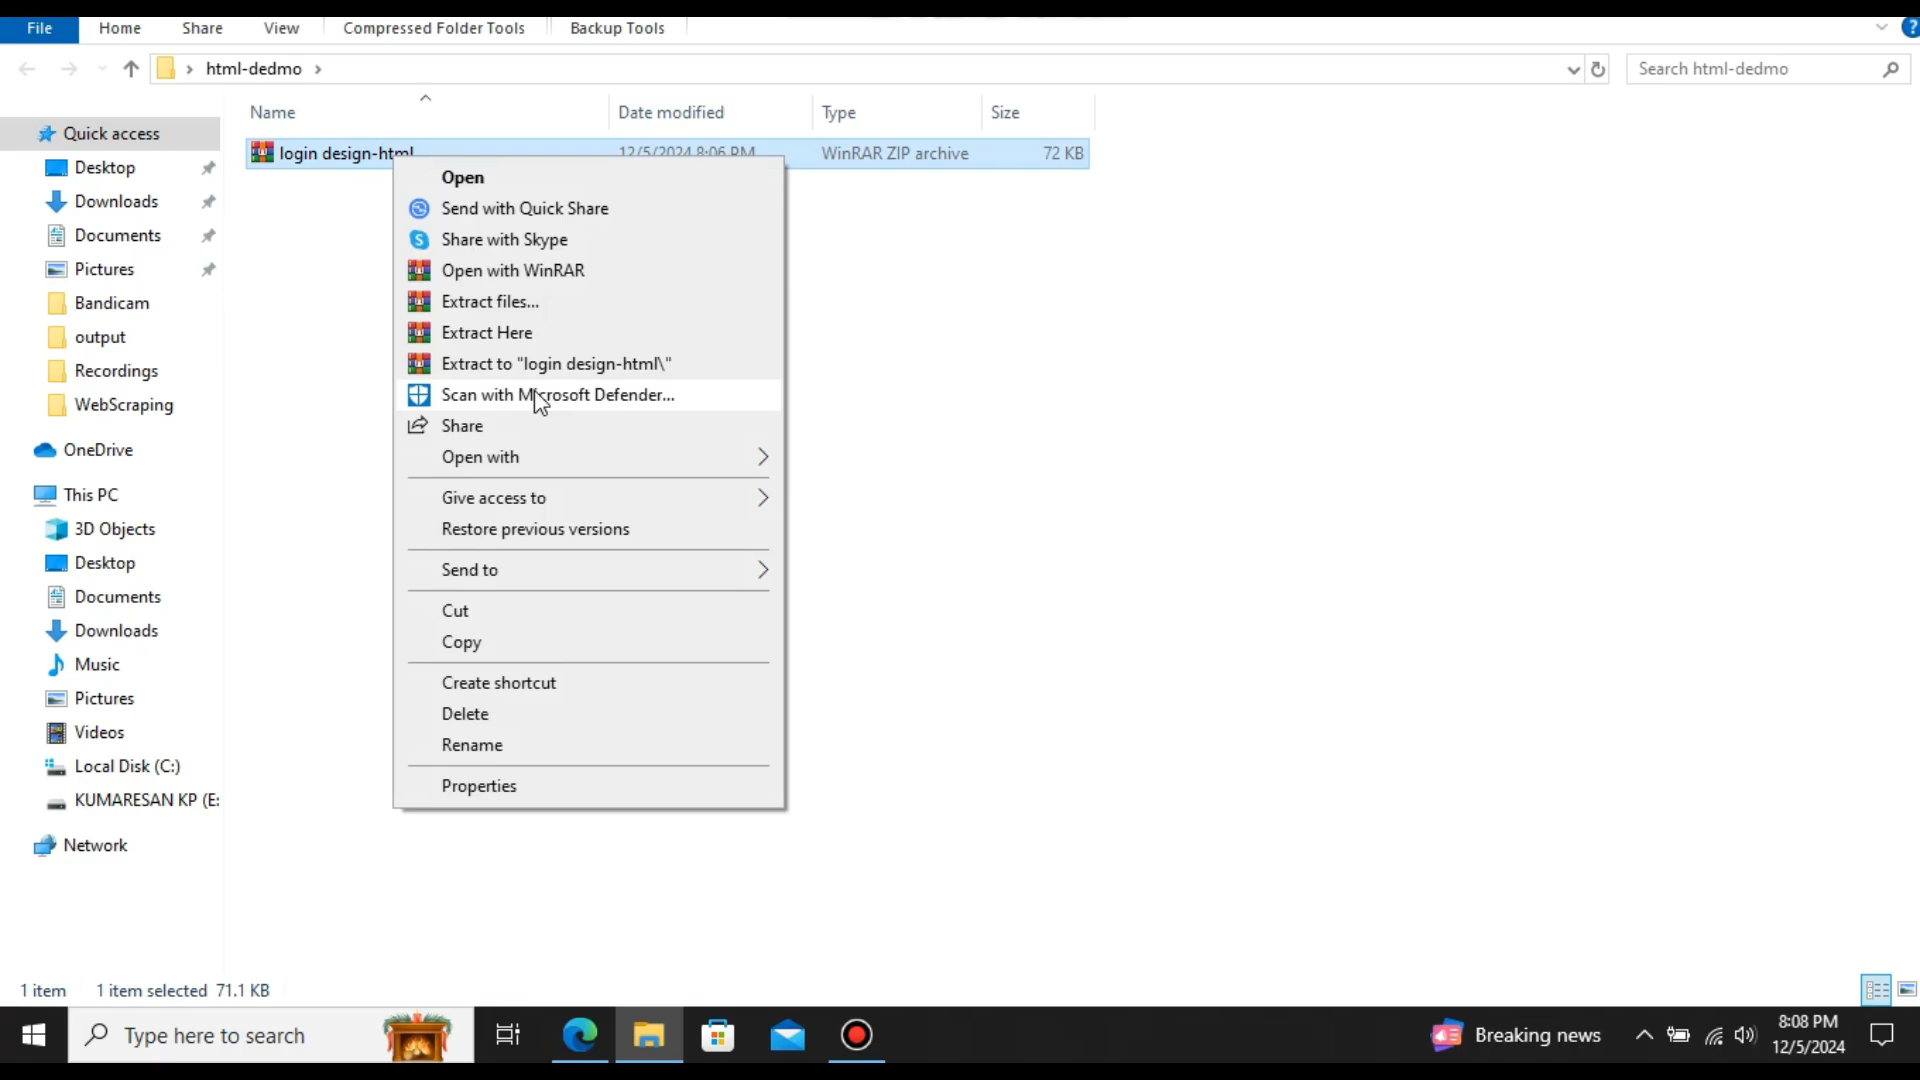 File Home Share View Compressed Folder Tools Backup Tools ?
html-dedmo Search html-dedmo
Name Date modified Type Size
login design-html 12/5/2024 8:06 PM WinRAR ZIP archive 72 KB
Quick access
Desktop
Downloads
Documents
Pictures
Bandicam
output
Recordings
WebScraping
OneDrive
This PC
3D Objects
Desktop
Documents
Downloads
Music
Pictures
Videos
Local Disk (C:)
KUMARESAN KP (E:
Network
Open
Send with Quick Share
Share with Skype
Open with WinRAR
Extract files...
Extract Here
Extract to "login design-html\"
Scan with Microsoft Defender...
Share
Open with
Give access to
Restore previous versions
Send to
Cut
Copy
Create shortcut
Delete
Rename
Properties
1 item 1 item selected 71.1 KB
Type here to search Breaking news 8:08 PM
12/5/2024